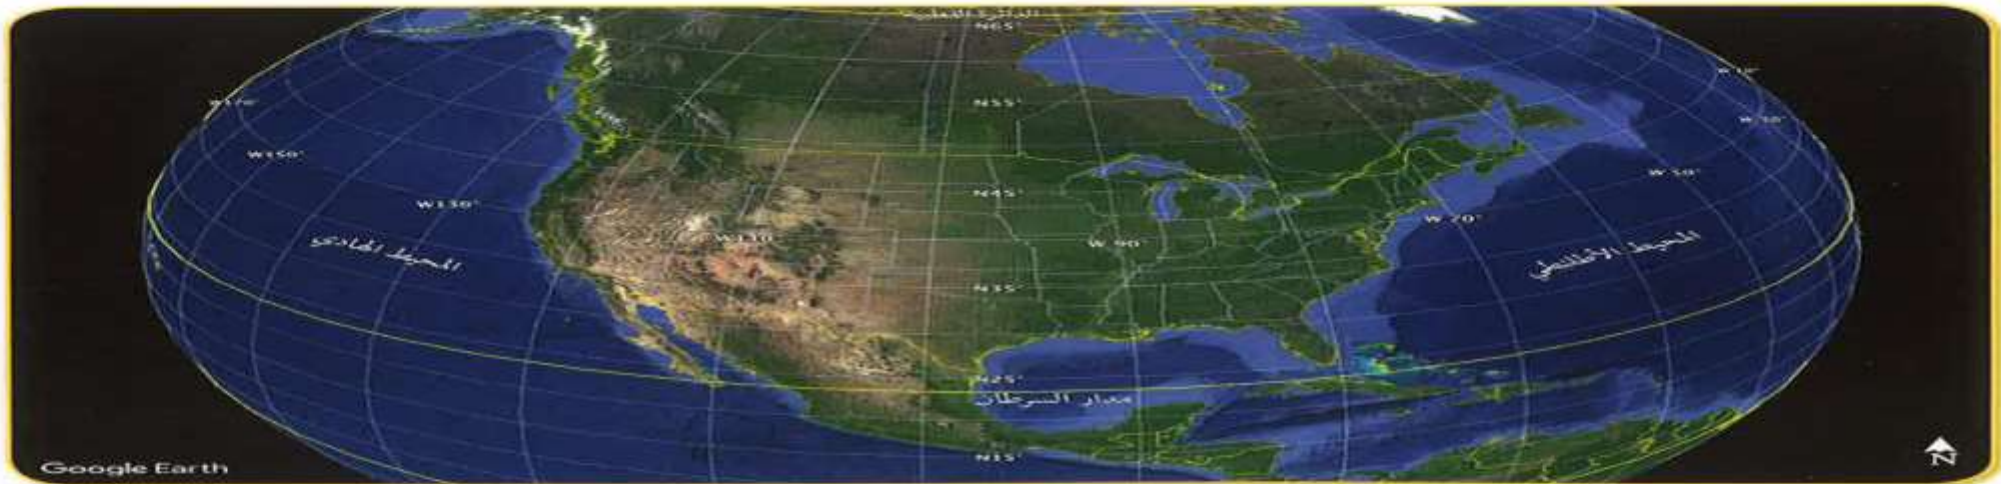 الدائرة القطبية
N65°
W170°
N55°
W150°
N45°
W130°
W110°
W 90°
W 70°
W 50°
W 30°
W 10°
المحيط الهادي
المحيط الأطلنطي
N35°
N25°
مدار السرطان
N15°
Google Earth
N